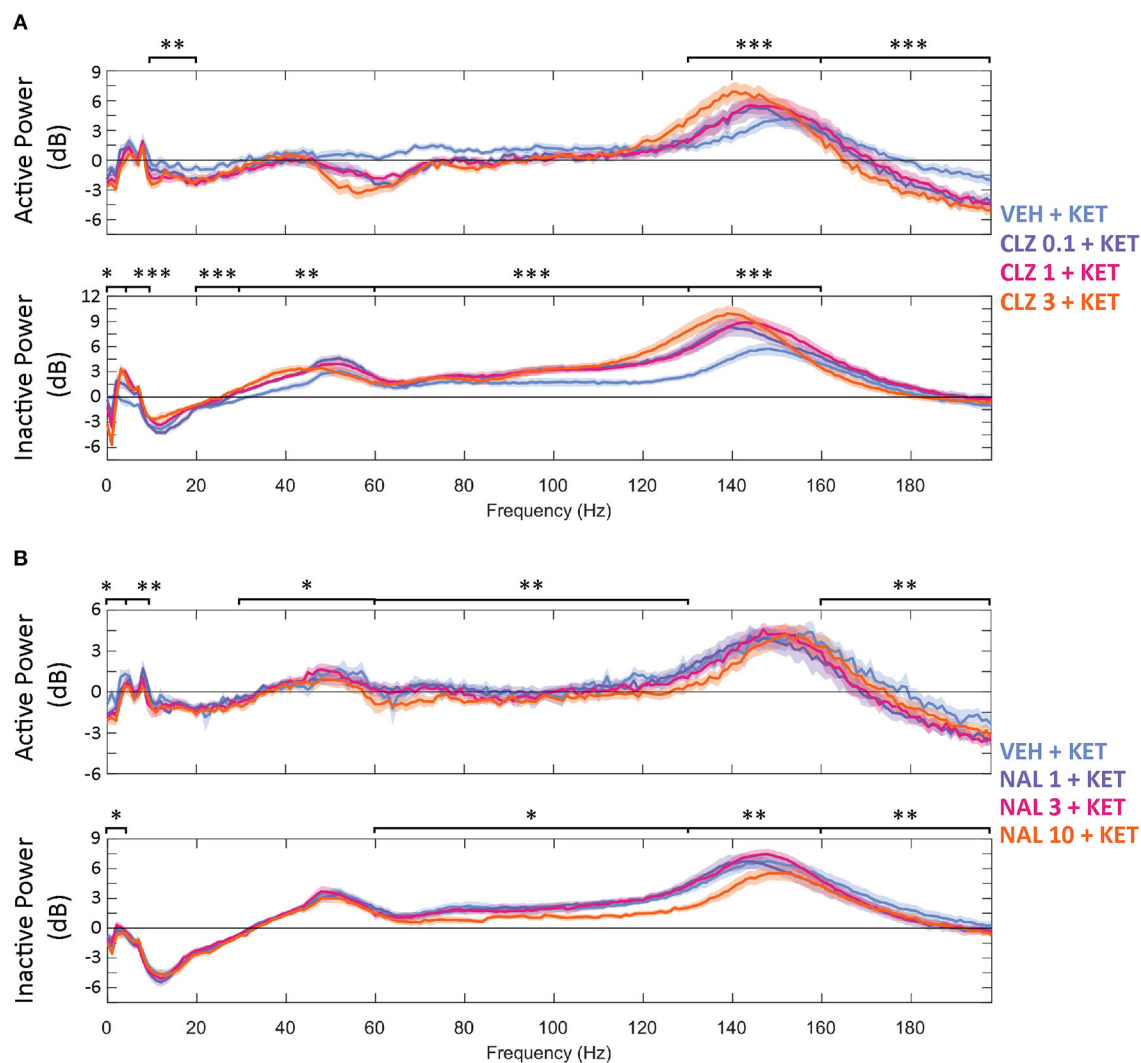 A
** *** ***
Active Power
(dB)
9
6
3
0
-3
-6
* *** *** ** *** ***
Inactive Power
(dB)
12
9
6
3
0
-3
-6
0 20 40 60 80 100 120 140 160 180
Frequency (Hz)
VEH + KET
CLZ 0.1 + KET
CLZ 1 + KET
CLZ 3 + KET
B
* ** * ** **
Active Power
(dB)
6
3
0
-3
-6
* * ** **
Inactive Power
(dB)
9
6
3
0
-3
-6
0 20 40 60 80 100 120 140 160 180
Frequency (Hz)
VEH + KET
NAL 1 + KET
NAL 3 + KET
NAL 10 + KET